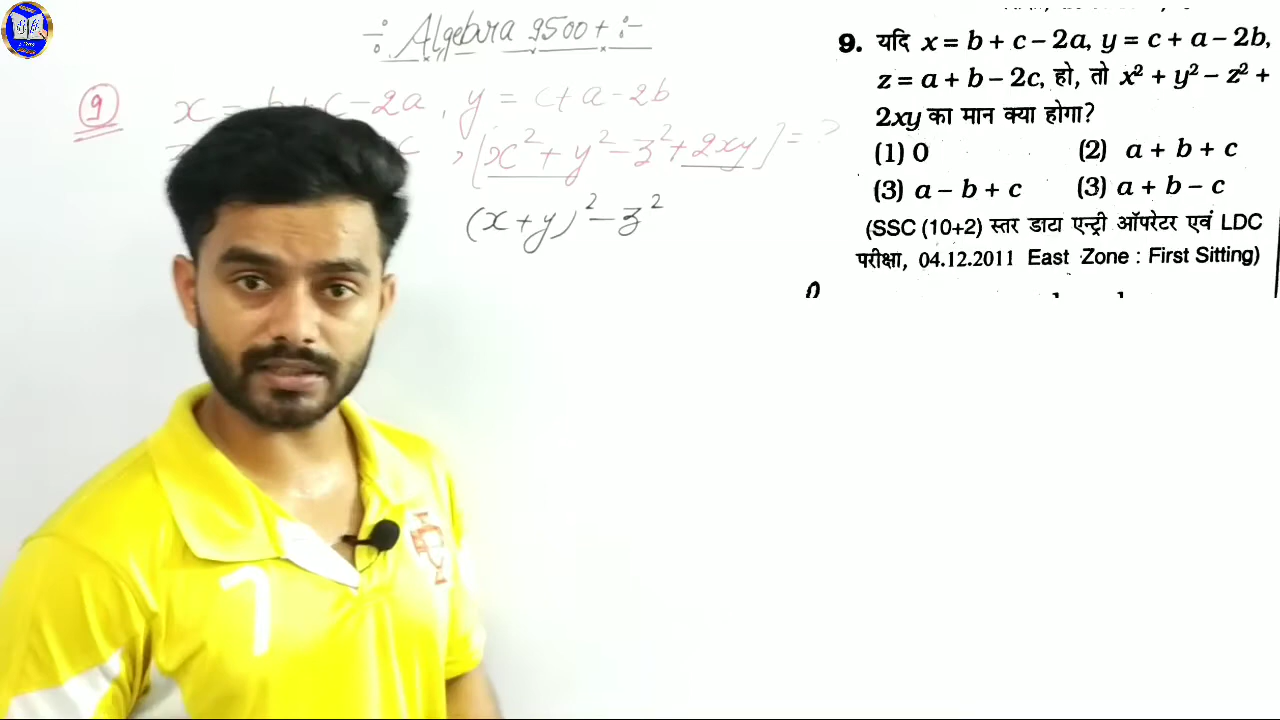 ÷ Algebra 9500+ :-
9 x = b+c-2a, y = c+a-2b
, [x²+y²-z²+2xy] = ?
(x+y)²-z²
9. यदि x = b + c – 2a, y = c + a – 2b,
z = a + b – 2c, हो, तो x² + y² – z² +
2xy का मान क्या होगा?
(1) 0 (2) a + b + c
(3) a – b + c (3) a + b – c
(SSC (10+2) स्तर डाटा एन्ट्री ऑपरेटर एवं LDC
परीक्षा, 04.12.2011 East Zone : First Sitting)
7